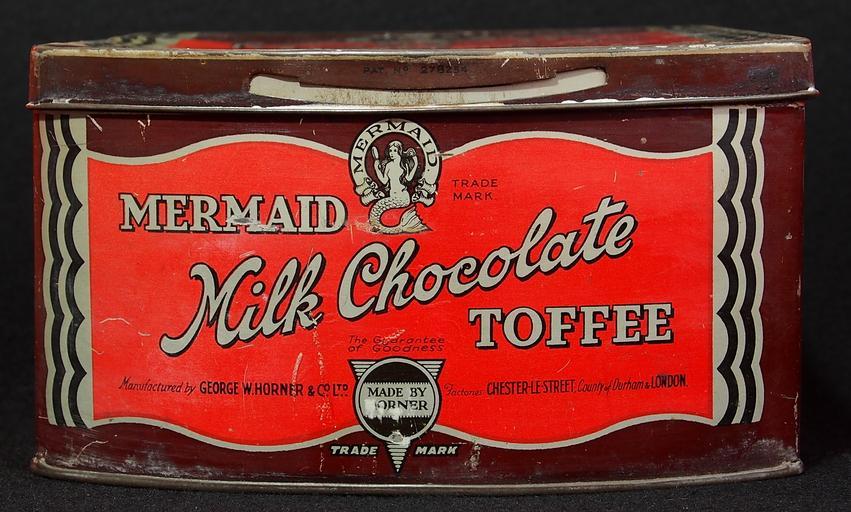 PAT. Nº 278254
MERMAID
TRADE
MARK.
MERMAID
Milk Chocolate
TOFFEE
The Guarantee
of Goodness
Manufactured by GEORGE W. HORNER & Cº LTD
MADE BY
HORNER
Factories CHESTER-LE-STREET, County of Durham & LONDON.
TRADE MARK